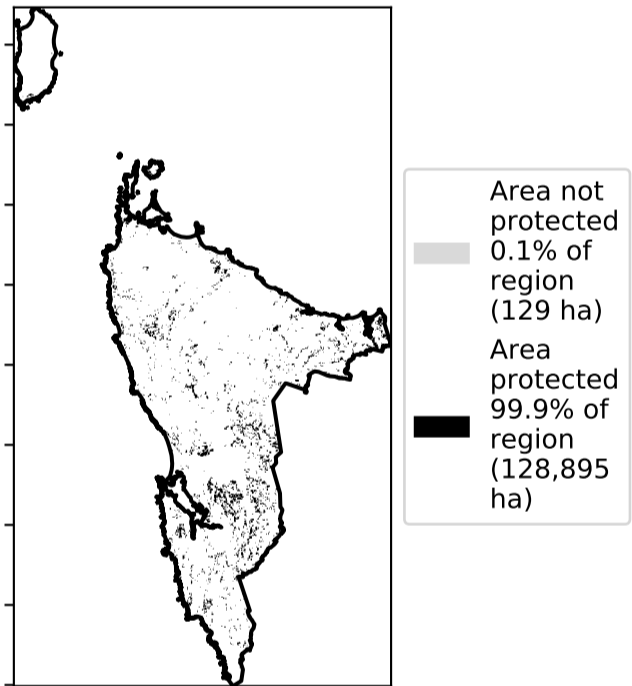 Area not
protected
0.1% of
region
(129 ha)
Area
protected
99.9% of
region
(128,895
ha)